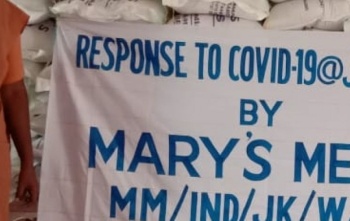 RESPONSE TO COVID-19@
BY
MARY'S ME
MM/IND/JK/W